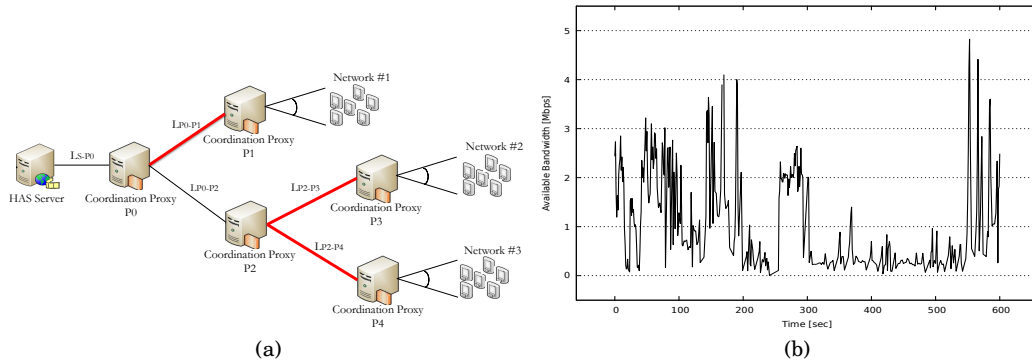 Network #1
LP0-P1
Coordination Proxy
P1
LS-P0
Network #2
HAS Server
Coordination Proxy
P0
LP0-P2
LP2-P3
Coordination Proxy
P3
Coordination Proxy
P2
LP2-P4
Network #3
Coordination Proxy
P4
(a)
Available Bandwidth [Mbps]
5
4
3
2
1
0
0 100 200 300 400 500 600
Time [sec]
(b)